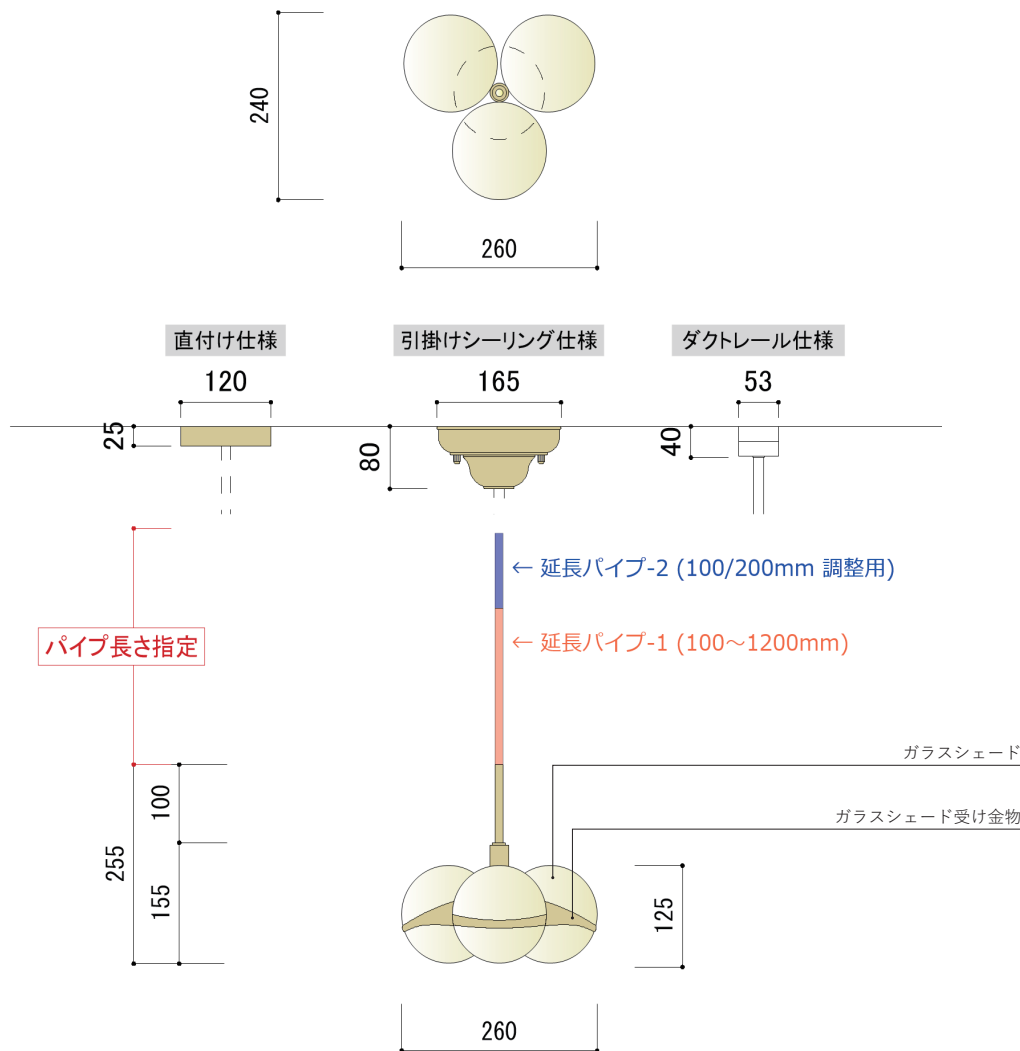 240
260
直付け仕様
引掛けシーリング仕様
ダクトレール仕様
120
165
53
25
80
40
← 延長パイプ-2 (100/200mm 調整用)
パイプ長さ指定
← 延長パイプ-1 (100～1200mm)
ガラスシェード
100
ガラスシェード受け金物
255
155
125
260